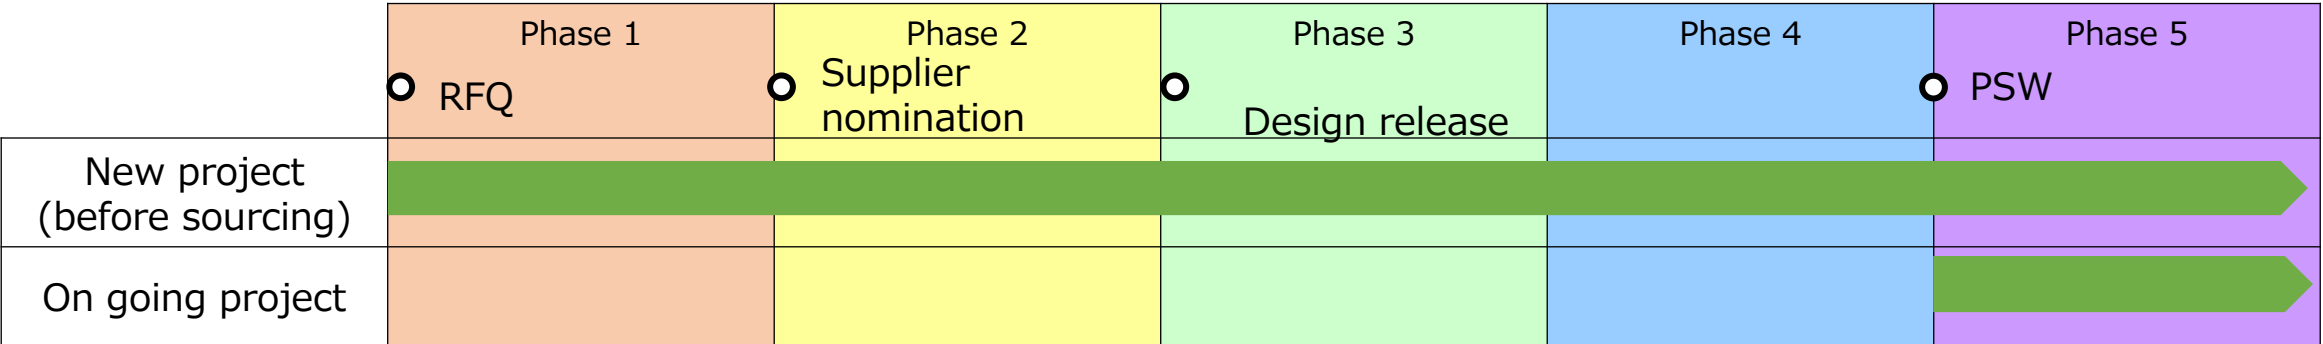 Phase 1
Phase 2
Phase 3
Phase 4
Phase 5
RFQ
Supplier
nomination
Design release
PSW
New project
(before sourcing)
On going project